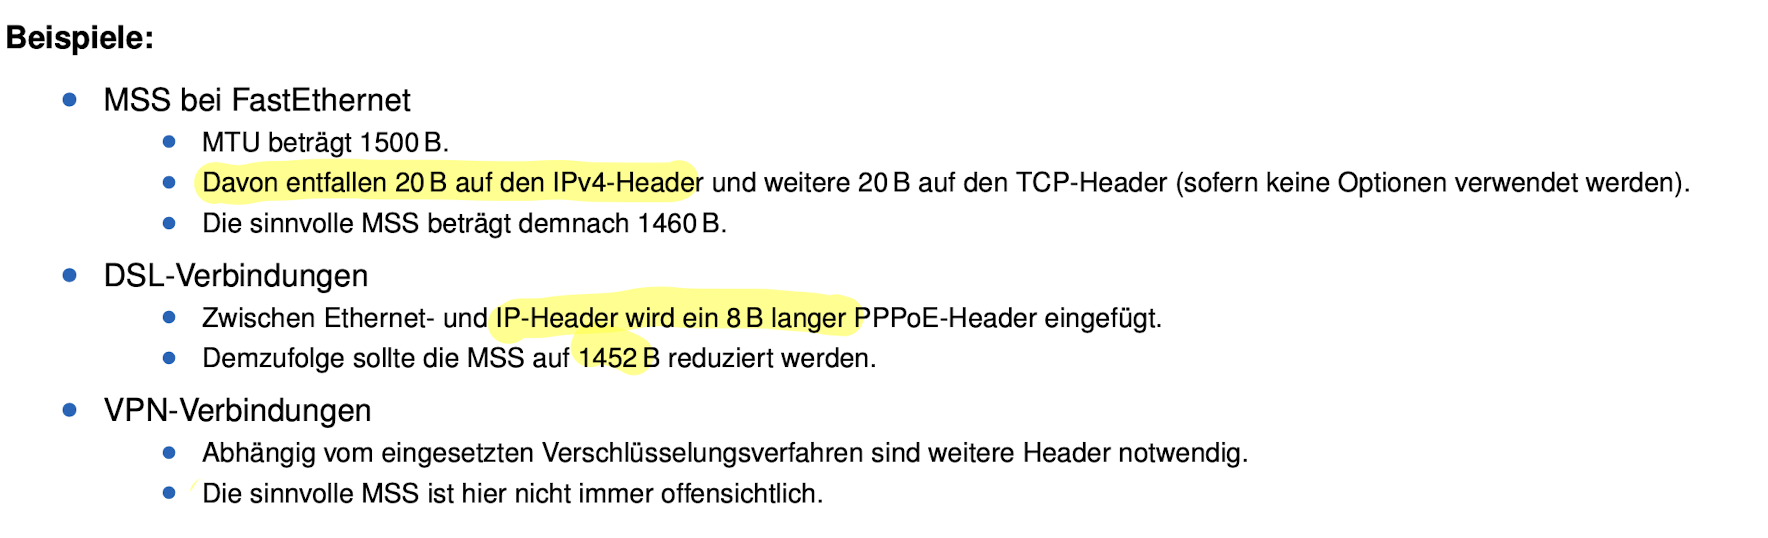 Beispiele:
MSS bei FastEthernet
MTU beträgt 1500 B.
Davon entfallen 20 B auf den IPv4-Header und weitere 20 B auf den TCP-Header (sofern keine Optionen verwendet werden).
Die sinnvolle MSS beträgt demnach 1460 B.
DSL-Verbindungen
Zwischen Ethernet- und IP-Header wird ein 8 B langer PPPoE-Header eingefügt.
Demzufolge sollte die MSS auf 1452 B reduziert werden.
VPN-Verbindungen
Abhängig vom eingesetzten Verschlüsselungsverfahren sind weitere Header notwendig.
Die sinnvolle MSS ist hier nicht immer offensichtlich.